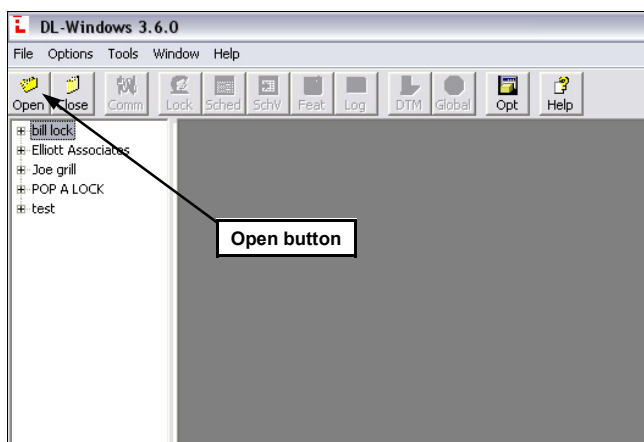 DL-Windows 3.6.0
File Options Tools Window Help
Open Close Comm Lock Sched SchV Feat Log DTM Global Opt Help
bill lock
Elliott Associates
Joe grill
POP A LOCK
test
Open button